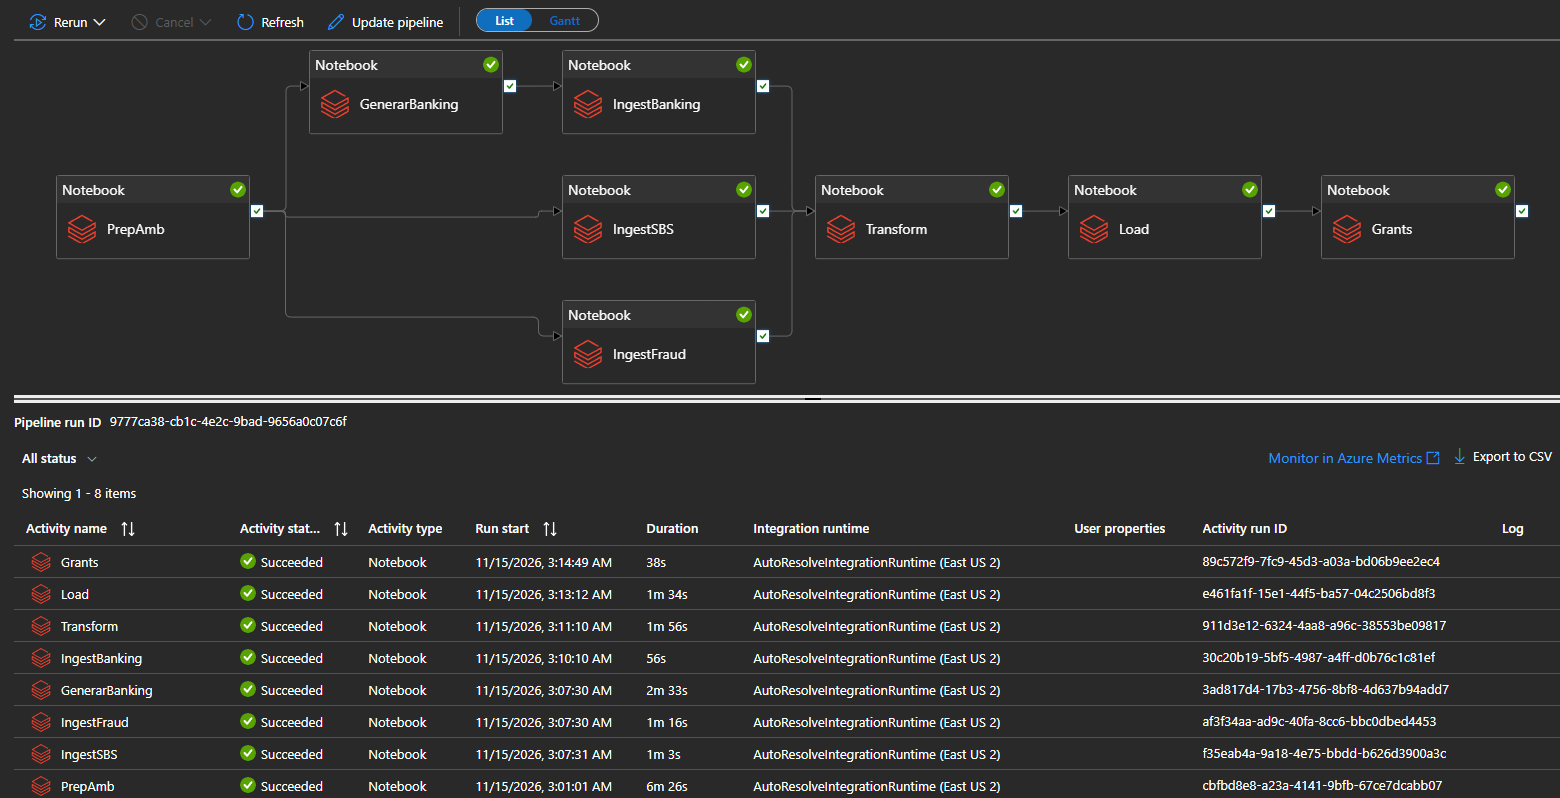 Rerun Cancel Refresh Update pipeline List Gantt
Notebook
GenerarBanking
Notebook
IngestBanking
Notebook
PrepAmb
Notebook
IngestSBS
Notebook
Transform
Notebook
Load
Notebook
Grants
Notebook
IngestFraud
Pipeline run ID 9777ca38-cb1c-4e2c-9bad-9656a0c07c6f
All status
Monitor in Azure Metrics Export to CSV
Showing 1 - 8 items
Activity name Activity stat... Activity type Run start Duration Integration runtime User properties Activity run ID Log
Grants Succeeded Notebook 11/15/2026, 3:14:49 AM 38s AutoResolveIntegrationRuntime (East US 2) 89c572f9-7fc9-45d3-a03a-bd06b9ee2ec4
Load Succeeded Notebook 11/15/2026, 3:13:12 AM 1m 34s AutoResolveIntegrationRuntime (East US 2) e461fa1f-15e1-44f5-ba57-04c2506bd8f3
Transform Succeeded Notebook 11/15/2026, 3:11:10 AM 1m 56s AutoResolveIntegrationRuntime (East US 2) 911d3e12-6324-4aa8-a96c-38553be09817
IngestBanking Succeeded Notebook 11/15/2026, 3:10:10 AM 56s AutoResolveIntegrationRuntime (East US 2) 30c20b19-5bf5-4987-a4ff-d0b76c1c81ef
GenerarBanking Succeeded Notebook 11/15/2026, 3:07:30 AM 2m 33s AutoResolveIntegrationRuntime (East US 2) 3ad817d4-17b3-4756-8bf8-4d637b94add7
IngestFraud Succeeded Notebook 11/15/2026, 3:07:30 AM 1m 16s AutoResolveIntegrationRuntime (East US 2) af3f34aa-ad9c-40fa-8cc6-bbc0dbed4453
IngestSBS Succeeded Notebook 11/15/2026, 3:07:31 AM 1m 3s AutoResolveIntegrationRuntime (East US 2) f35eab4a-9a18-4e75-bbdd-b626d3900a3c
PrepAmb Succeeded Notebook 11/15/2026, 3:01:01 AM 6m 26s AutoResolveIntegrationRuntime (East US 2) cbfbd8e8-a23a-4141-9bfb-67ce7dcabb07